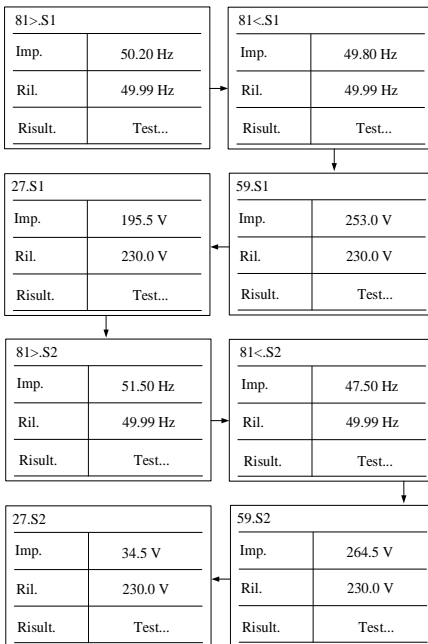 81>.S1
Imp. 50.20 Hz
Ril. 49.99 Hz
Risult. Test...
81<.S1
Imp. 49.80 Hz
Ril. 49.99 Hz
Risult. Test...
59.S1
Imp. 253.0 V
Ril. 230.0 V
Risult. Test...
27.S1
Imp. 195.5 V
Ril. 230.0 V
Risult. Test...
81>.S2
Imp. 51.50 Hz
Ril. 49.99 Hz
Risult. Test...
81<.S2
Imp. 47.50 Hz
Ril. 49.99 Hz
Risult. Test...
59.S2
Imp. 264.5 V
Ril. 230.0 V
Risult. Test...
27.S2
Imp. 34.5 V
Ril. 230.0 V
Risult. Test...